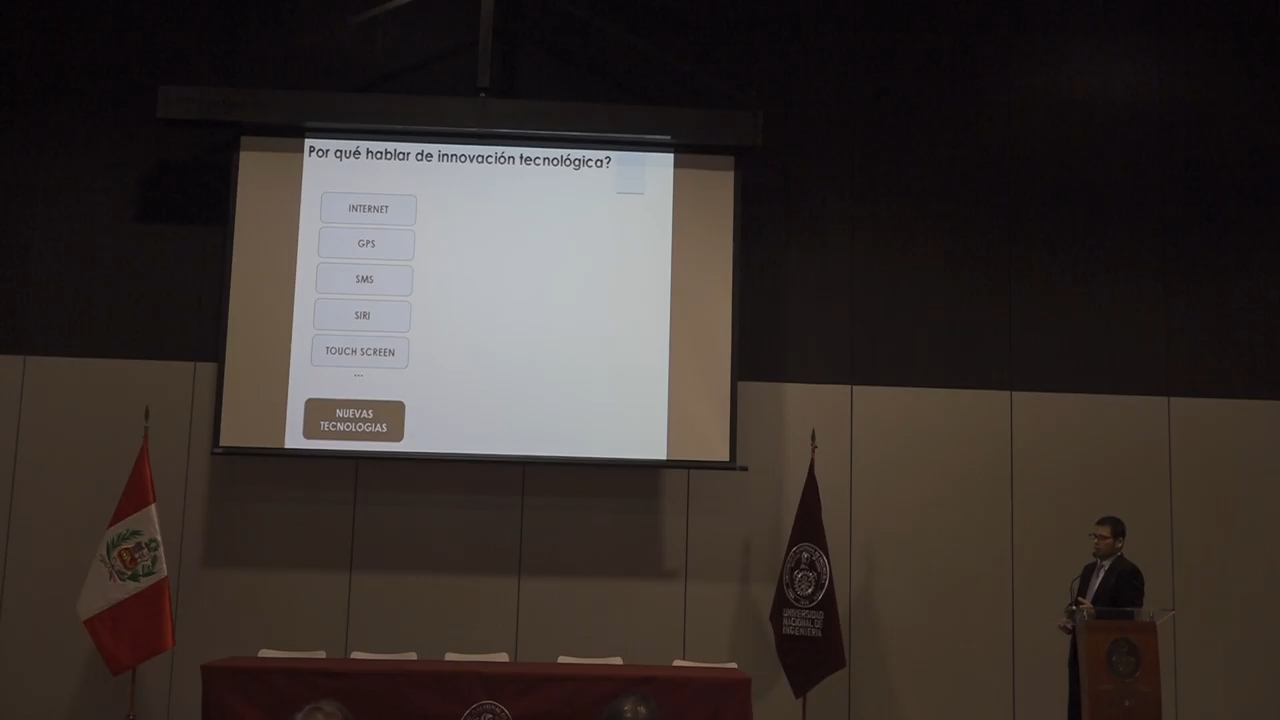 Por qué hablar de innovación tecnológica?
INTERNET
GPS
SMS
SIRI
TOUCH SCREEN
...
NUEVAS
TECNOLOGIAS
UNIVERSIDAD
NACIONAL DE
INGENIERIA